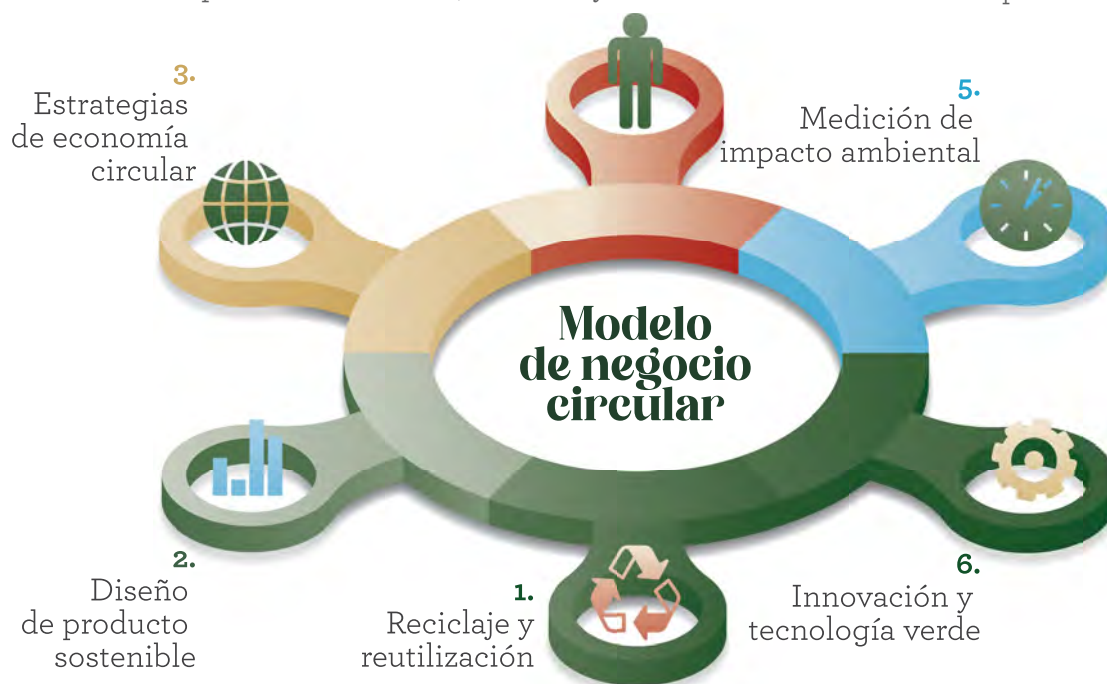 3.
Estrategias
de economía
circular
5.
Medición de
impacto ambiental
Modelo
de negocio
circular
2.
Diseño
de producto
sostenible
1.
Reciclaje y
reutilización
6.
Innovación y
tecnología verde